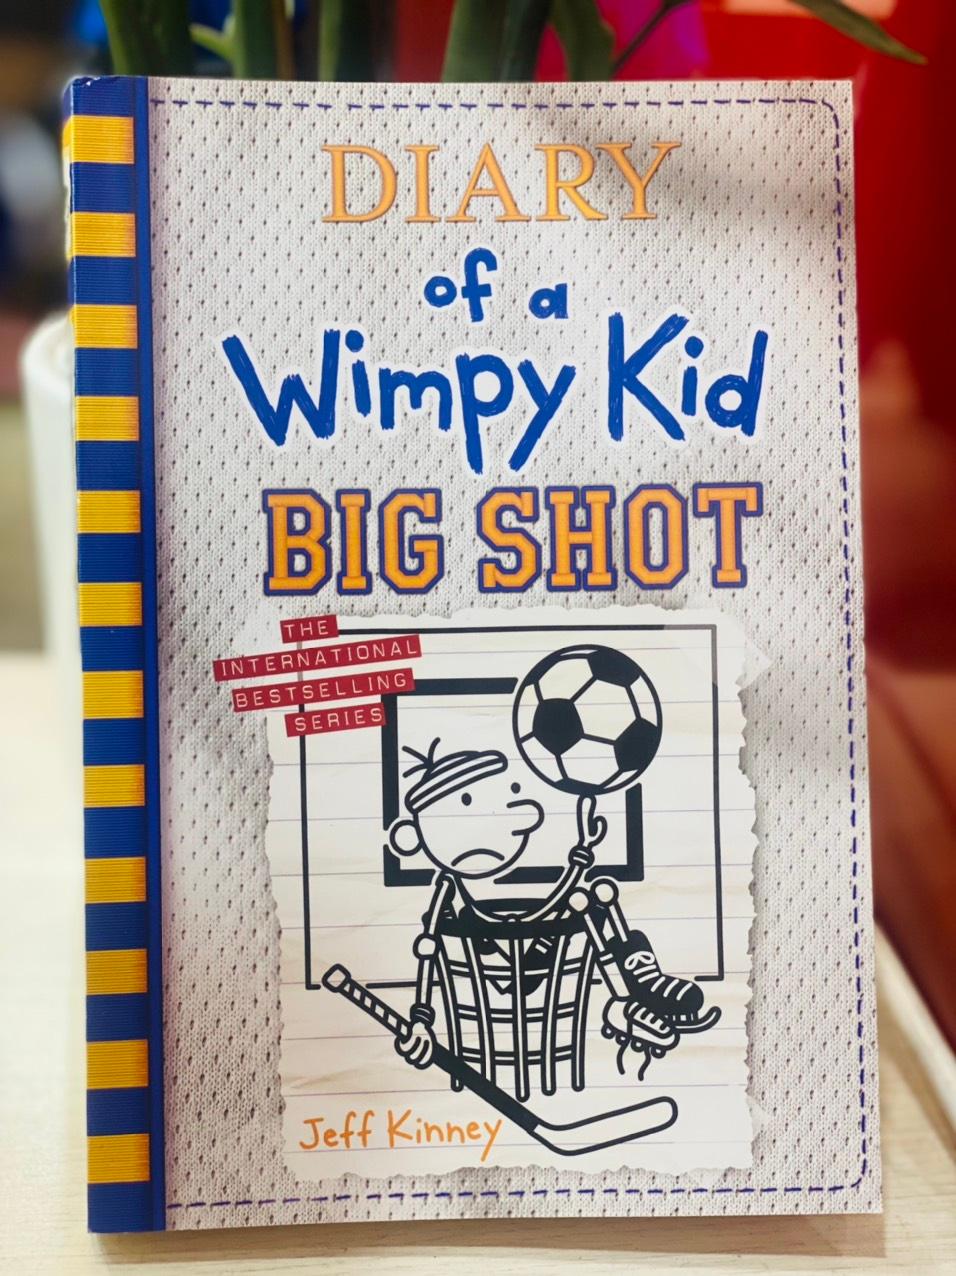 DIARY
of a
Wimpy Kid
BIG SHOT
THE
INTERNATIONAL
BESTSELLING
SERIES
Jeff Kinney